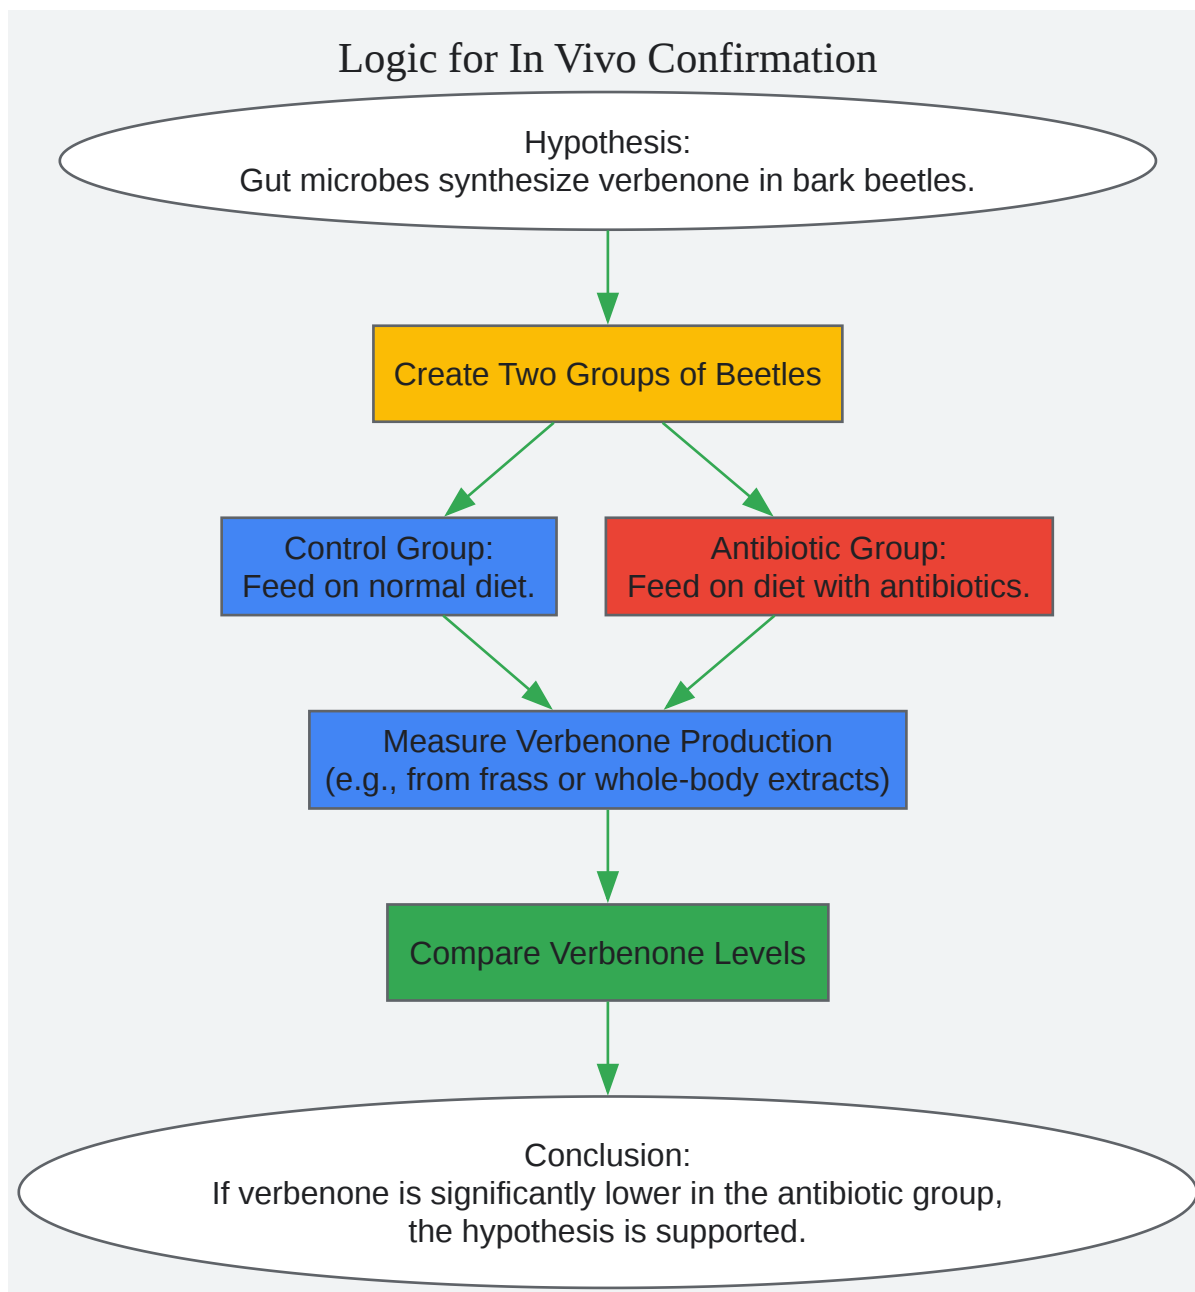 Logic for In Vivo Confirmation
Hypothesis:
Gut microbes synthesize verbenone in bark beetles.
Create Two Groups of Beetles
Control Group:
Feed on normal diet.
Antibiotic Group:
Feed on diet with antibiotics.
Measure Verbenone Production
(e.g., from frass or whole-body extracts)
Compare Verbenone Levels
Conclusion:
If verbenone is significantly lower in the antibiotic group,
the hypothesis is supported.